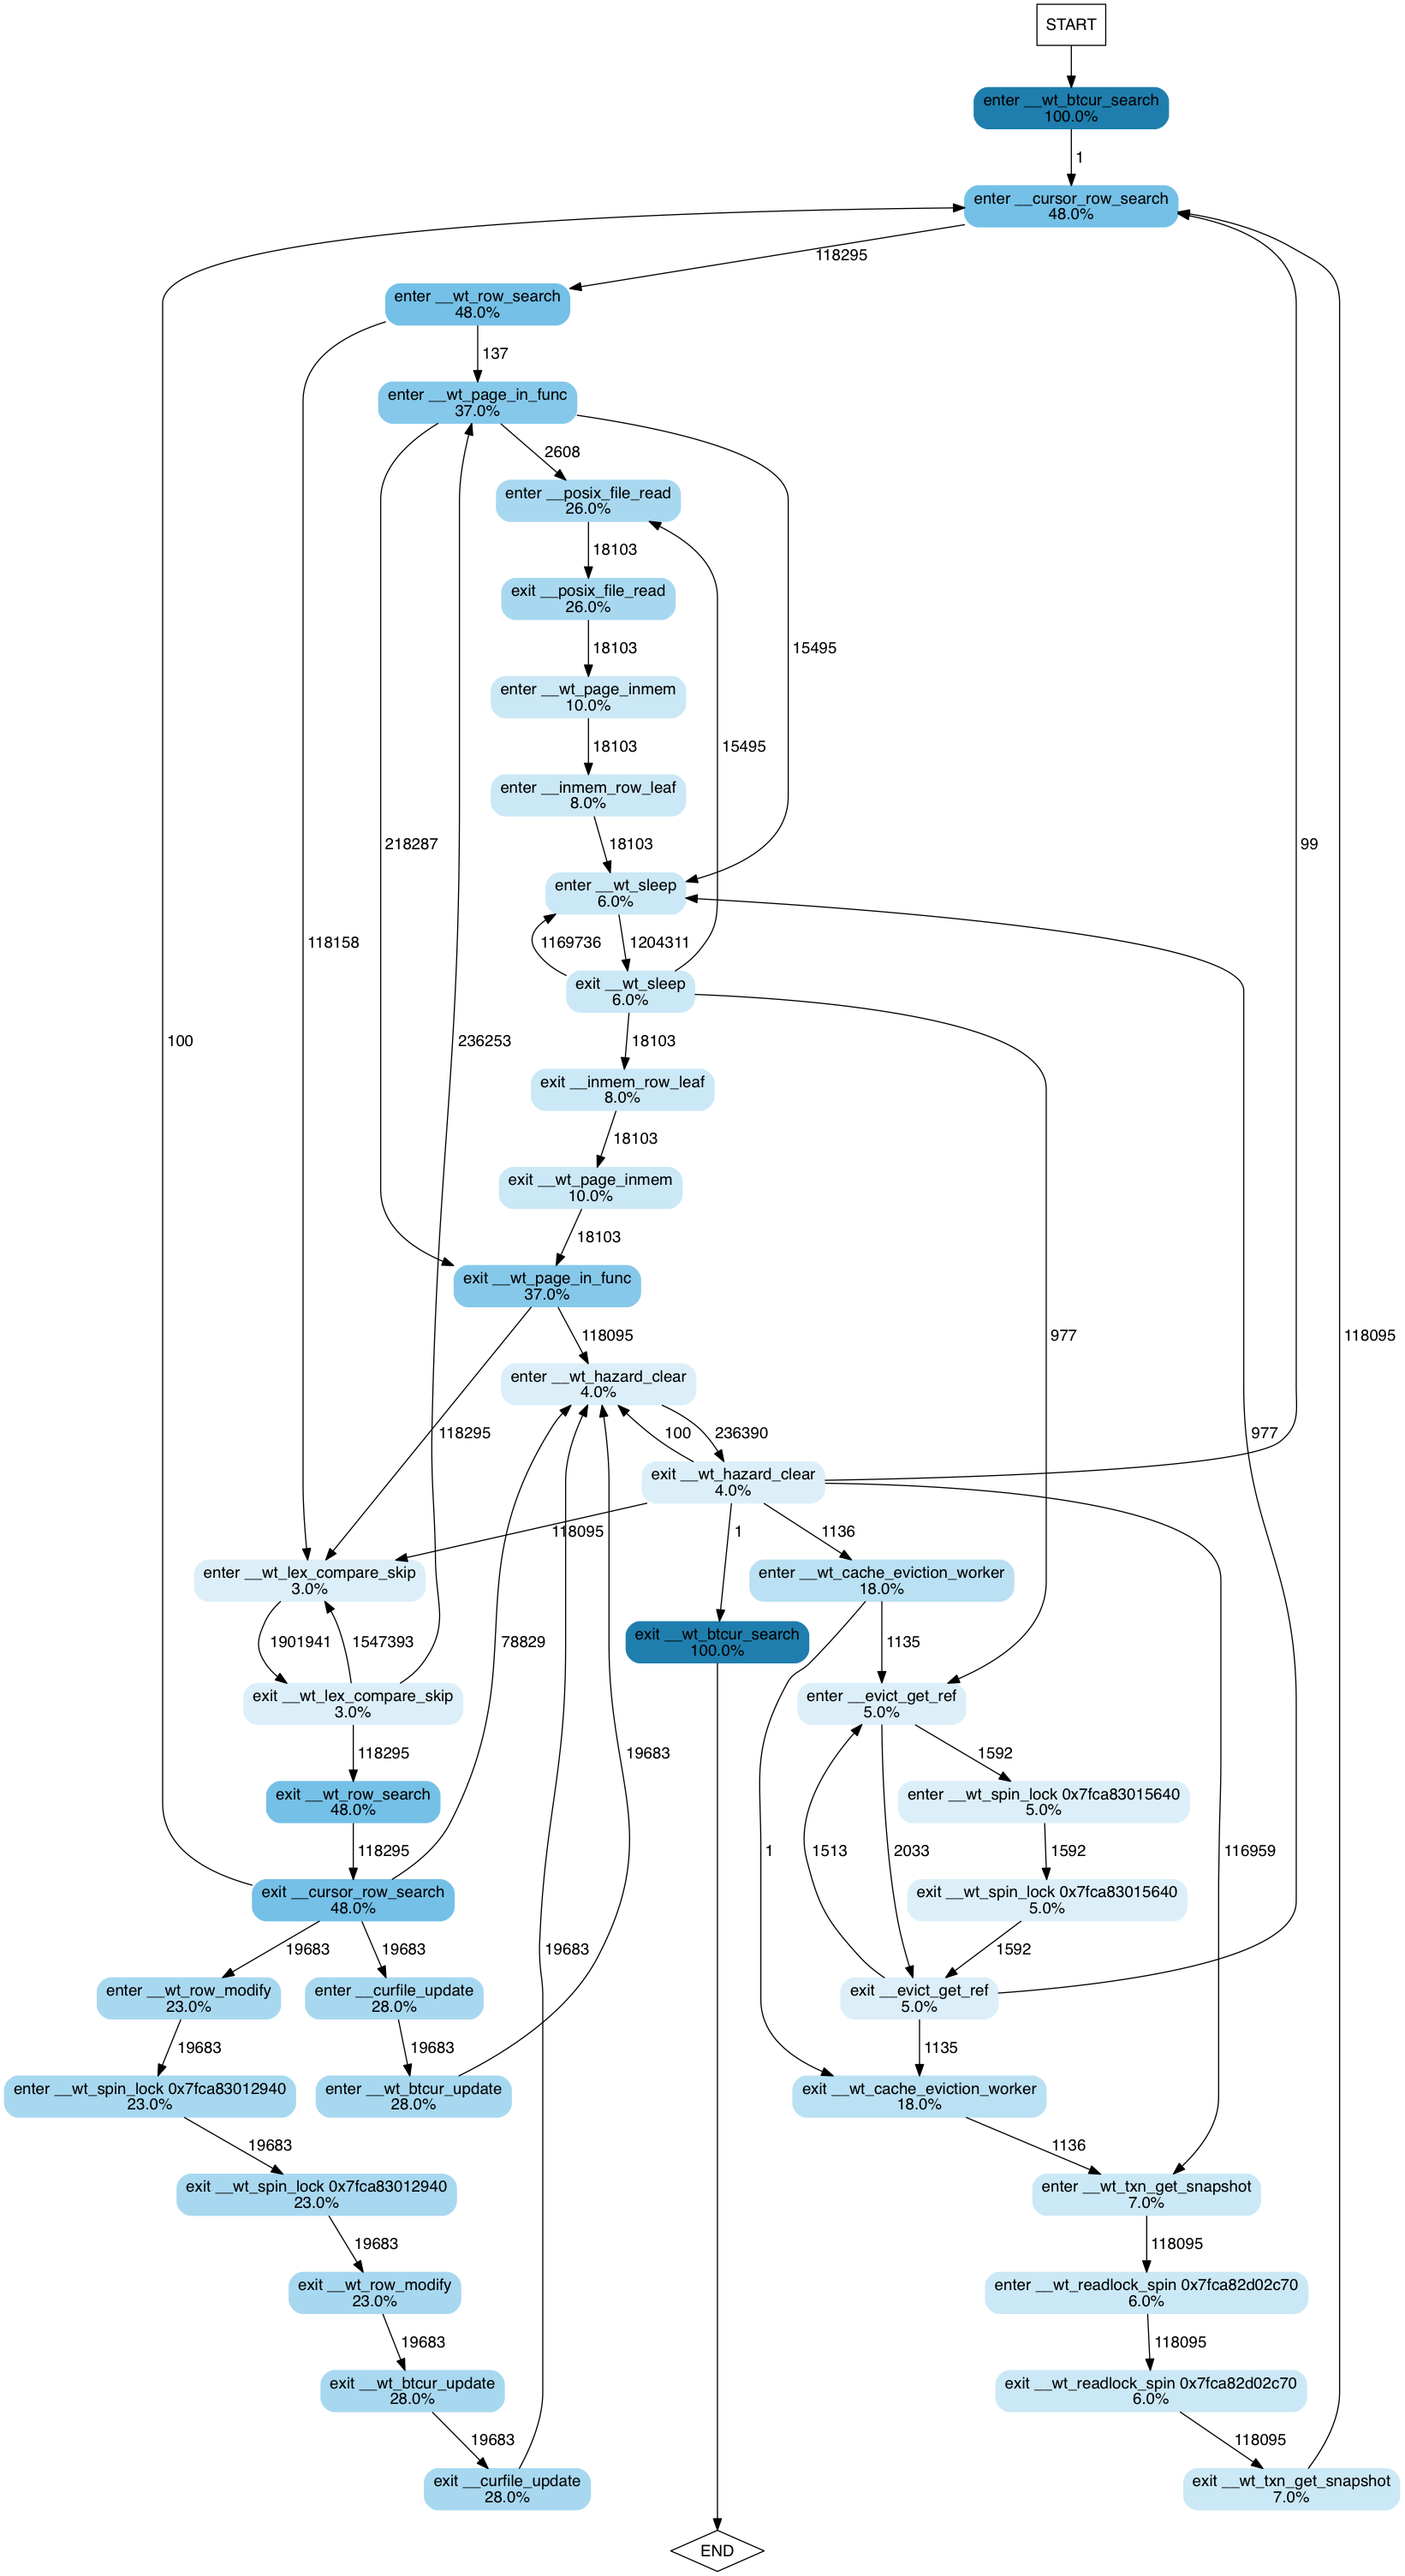 START
enter __wt_btcur_search
100.0%
1
enter __cursor_row_search
48.0%
118295
enter __wt_row_search
48.0%
137
enter __wt_page_in_func
37.0%
2608
enter __posix_file_read
26.0%
18103
exit __posix_file_read
26.0%
18103
15495
enter __wt_page_inmem
10.0%
18103
15495
enter __inmem_row_leaf
8.0%
218287
18103
99
enter __wt_sleep
6.0%
118158
1169736
1204311
exit __wt_sleep
6.0%
100
236253
18103
exit __inmem_row_leaf
8.0%
18103
exit __wt_page_inmem
10.0%
18103
exit __wt_page_in_func
37.0%
118095
977
118095
enter __wt_hazard_clear
4.0%
118295
100
236390
977
exit __wt_hazard_clear
4.0%
118095
1
1136
enter __wt_lex_compare_skip
3.0%
enter __wt_cache_eviction_worker
18.0%
1901941
1547393
78829
exit __wt_btcur_search
100.0%
1135
exit __wt_lex_compare_skip
3.0%
enter __evict_get_ref
5.0%
118295
19683
1592
exit __wt_row_search
48.0%
enter __wt_spin_lock 0x7fca83015640
5.0%
118295
1
1513
2033
1592
116959
exit __cursor_row_search
48.0%
exit __wt_spin_lock 0x7fca83015640
5.0%
19683
19683
19683
1592
enter __wt_row_modify
23.0%
enter __curfile_update
28.0%
exit __evict_get_ref
5.0%
19683
19683
1135
enter __wt_spin_lock 0x7fca83012940
23.0%
enter __wt_btcur_update
28.0%
exit __wt_cache_eviction_worker
18.0%
19683
1136
exit __wt_spin_lock 0x7fca83012940
23.0%
enter __wt_txn_get_snapshot
7.0%
19683
118095
exit __wt_row_modify
23.0%
enter __wt_readlock_spin 0x7fca82d02c70
6.0%
19683
118095
exit __wt_btcur_update
28.0%
exit __wt_readlock_spin 0x7fca82d02c70
6.0%
19683
118095
exit __curfile_update
28.0%
exit __wt_txn_get_snapshot
7.0%
END